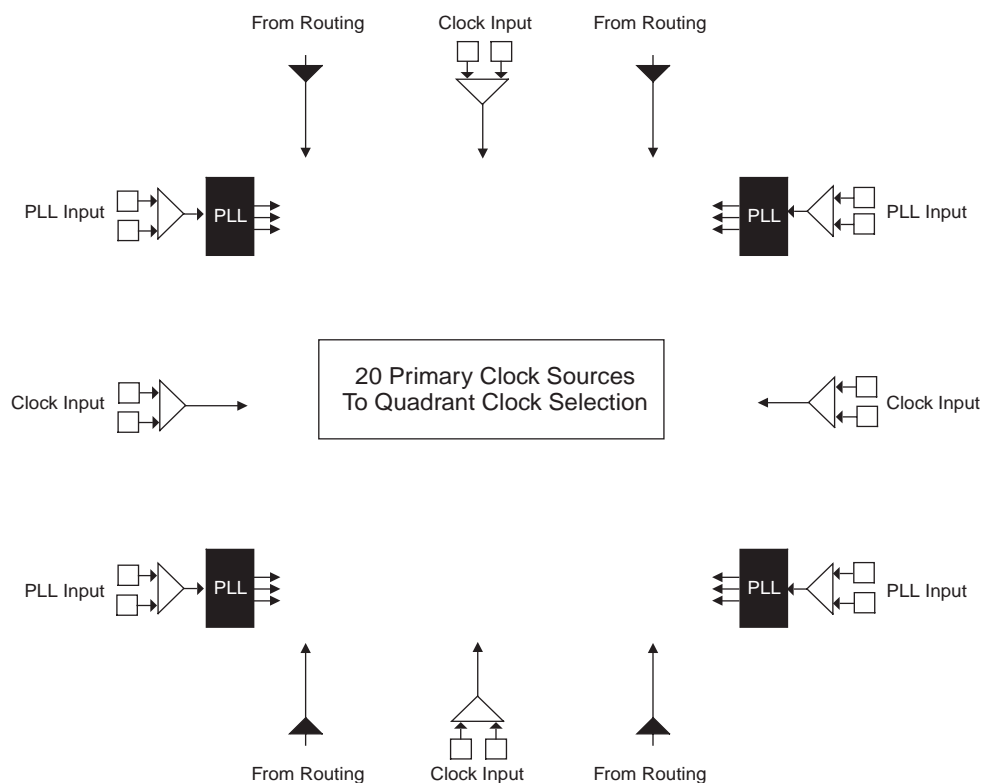 From Routing
Clock Input
From Routing
PLL Input
PLL
PLL
PLL Input
Clock Input
20 Primary Clock Sources
To Quadrant Clock Selection
Clock Input
PLL Input
PLL
PLL
PLL Input
From Routing
Clock Input
From Routing